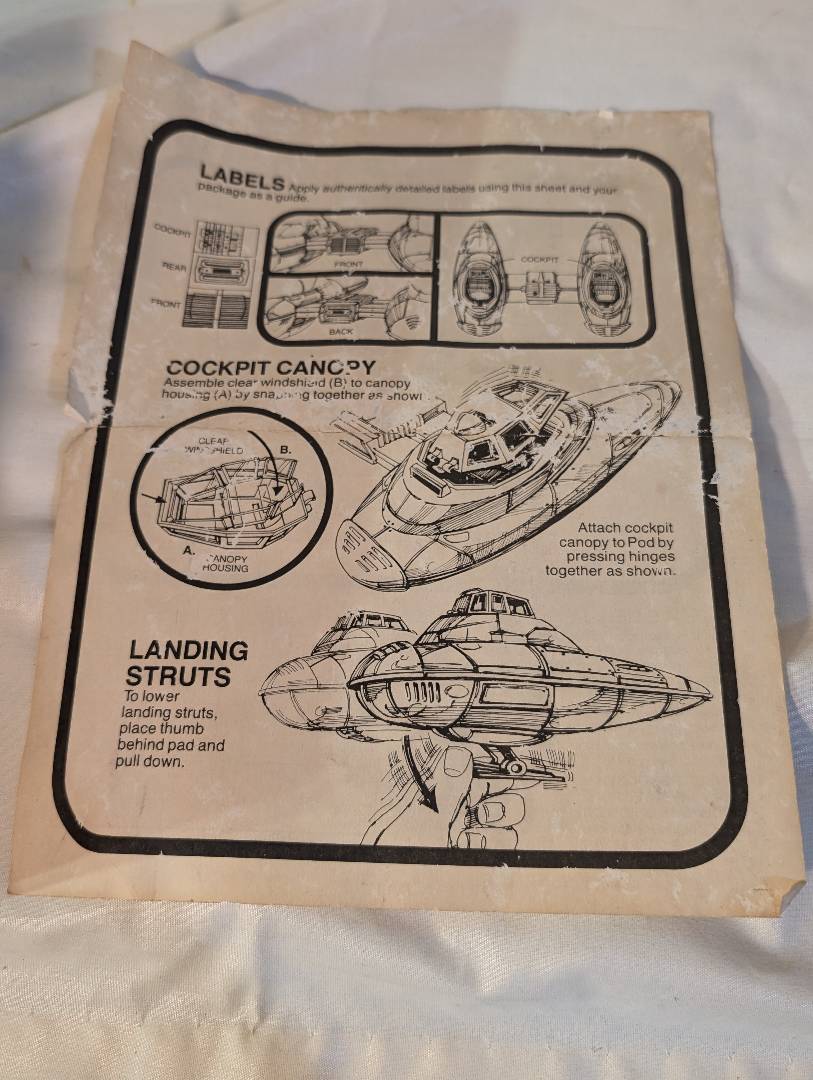 LABELS Apply authentically detailed labels using this sheet and your
package as a guide.
COCKPIT
REAR
FRONT
FRONT
BACK
COCKPIT
COCKPIT CANOPY
Assemble clear windshield (B) to canopy
housing (A) by snapping together as shown
CLEAR
WINDSHIELD
B.
A.
CANOPY
HOUSING
Attach cockpit
canopy to Pod by
pressing hinges
together as shown.
LANDING
STRUTS
To lower
landing struts,
place thumb
behind pad and
pull down.